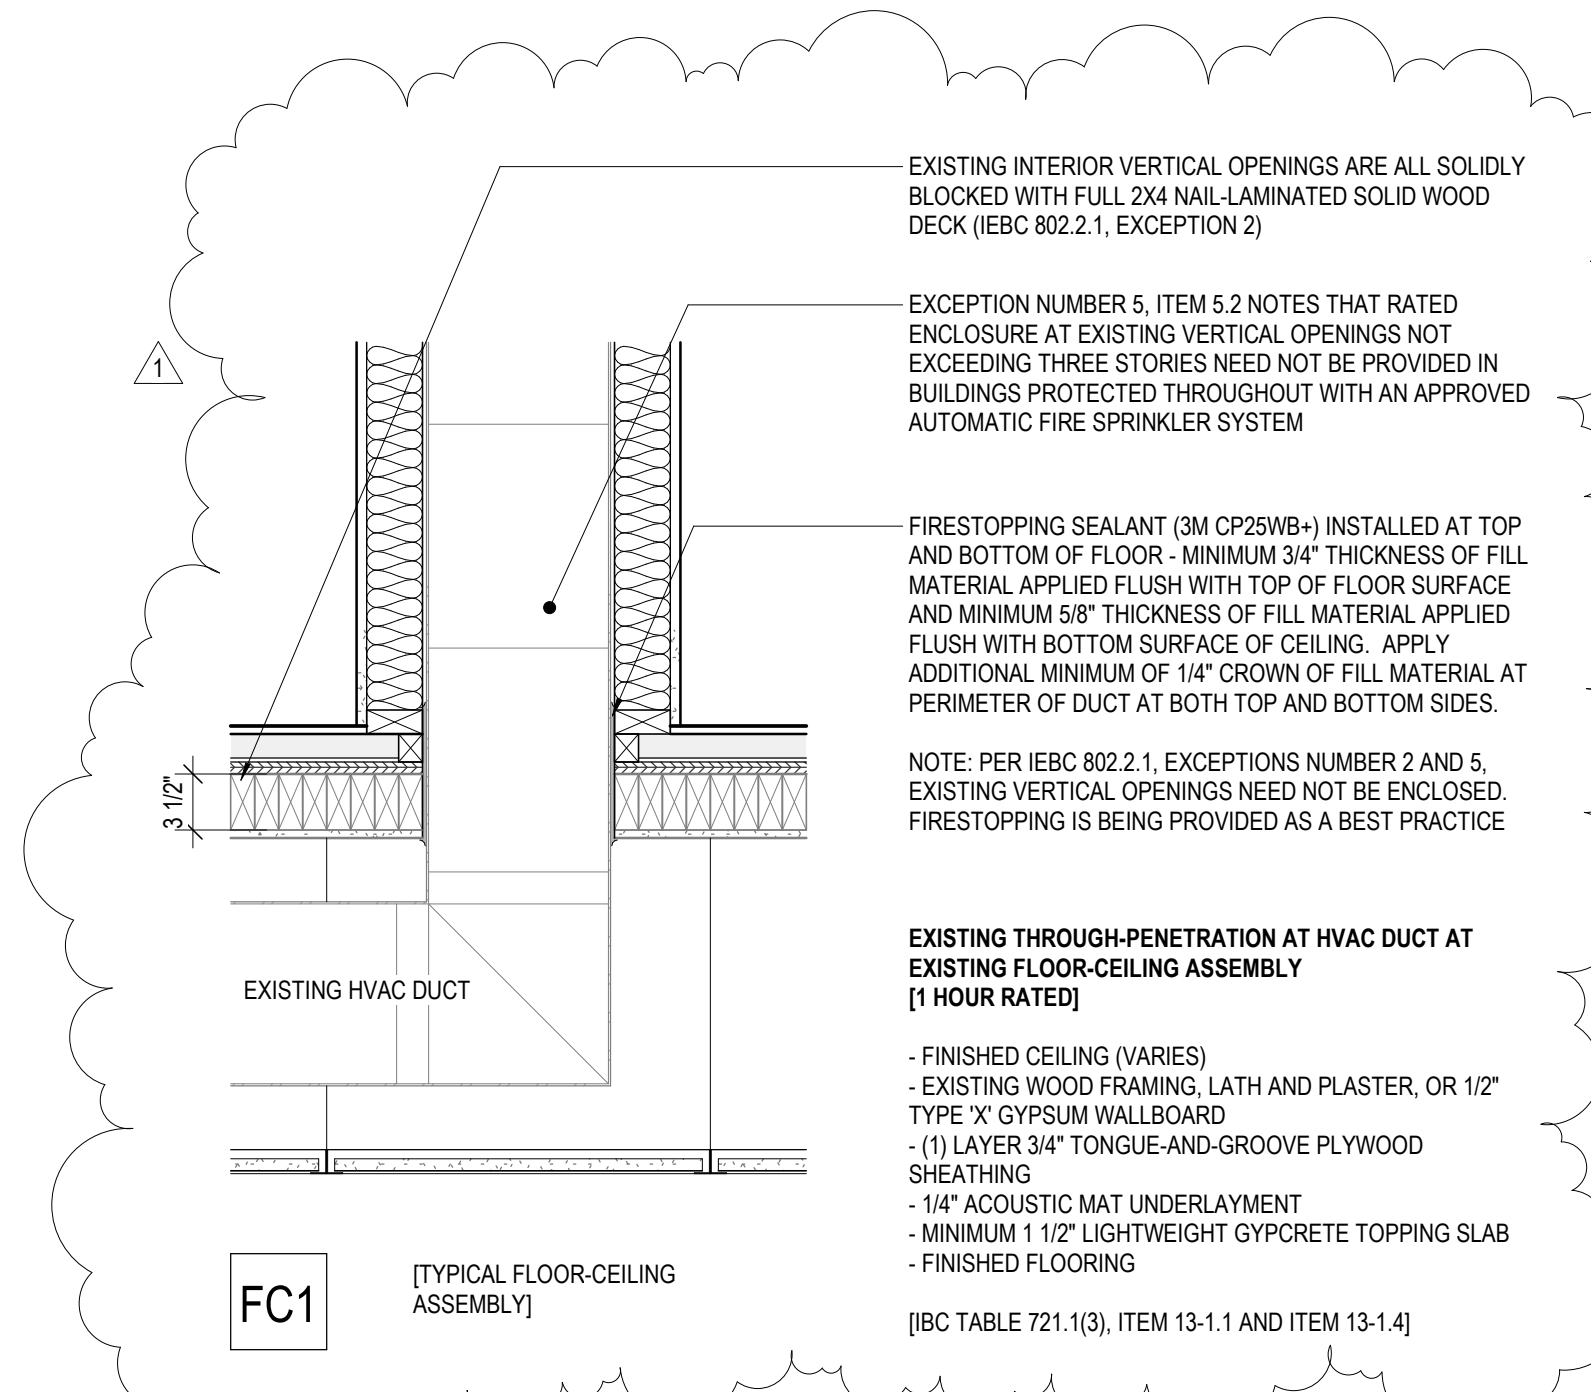 EXISTING INTERIOR VERTICAL OPENINGS ARE ALL SOLIDLY
BLOCKED WITH FULL 2X4 NAIL-LAMINATED SOLID WOOD
DECK (IEBC 802.2.1, EXCEPTION 2)
EXCEPTION NUMBER 5, ITEM 5.2 NOTES THAT RATED
ENCLOSURE AT EXISTING VERTICAL OPENINGS NOT
EXCEEDING THREE STORIES NEED NOT BE PROVIDED IN
BUILDINGS PROTECTED THROUGHOUT WITH AN APPROVED
AUTOMATIC FIRE SPRINKLER SYSTEM
1
FIRESTOPPING SEALANT (3M CP25WB+) INSTALLED AT TOP
AND BOTTOM OF FLOOR - MINIMUM 3/4" THICKNESS OF FILL
MATERIAL APPLIED FLUSH WITH TOP OF FLOOR SURFACE
AND MINIMUM 5/8" THICKNESS OF FILL MATERIAL APPLIED
FLUSH WITH BOTTOM SURFACE OF CEILING. APPLY
ADDITIONAL MINIMUM OF 1/4" CROWN OF FILL MATERIAL AT
PERIMETER OF DUCT AT BOTH TOP AND BOTTOM SIDES.
NOTE: PER IEBC 802.2.1, EXCEPTIONS NUMBER 2 AND 5,
EXISTING VERTICAL OPENINGS NEED NOT BE ENCLOSED.
FIRESTOPPING IS BEING PROVIDED AS A BEST PRACTICE
3 1/2"
EXISTING HVAC DUCT
EXISTING THROUGH-PENETRATION AT HVAC DUCT AT
EXISTING FLOOR-CEILING ASSEMBLY
[1 HOUR RATED]
- FINISHED CEILING (VARIES)
- EXISTING WOOD FRAMING, LATH AND PLASTER, OR 1/2"
TYPE 'X' GYPSUM WALLBOARD
- (1) LAYER 3/4" TONGUE-AND-GROOVE PLYWOOD
SHEATHING
- 1/4" ACOUSTIC MAT UNDERLAYMENT
- MINIMUM 1 1/2" LIGHTWEIGHT GYPCRETE TOPPING SLAB
- FINISHED FLOORING
[IBC TABLE 721.1(3), ITEM 13-1.1 AND ITEM 13-1.4]
FC1
[TYPICAL FLOOR-CEILING
ASSEMBLY]